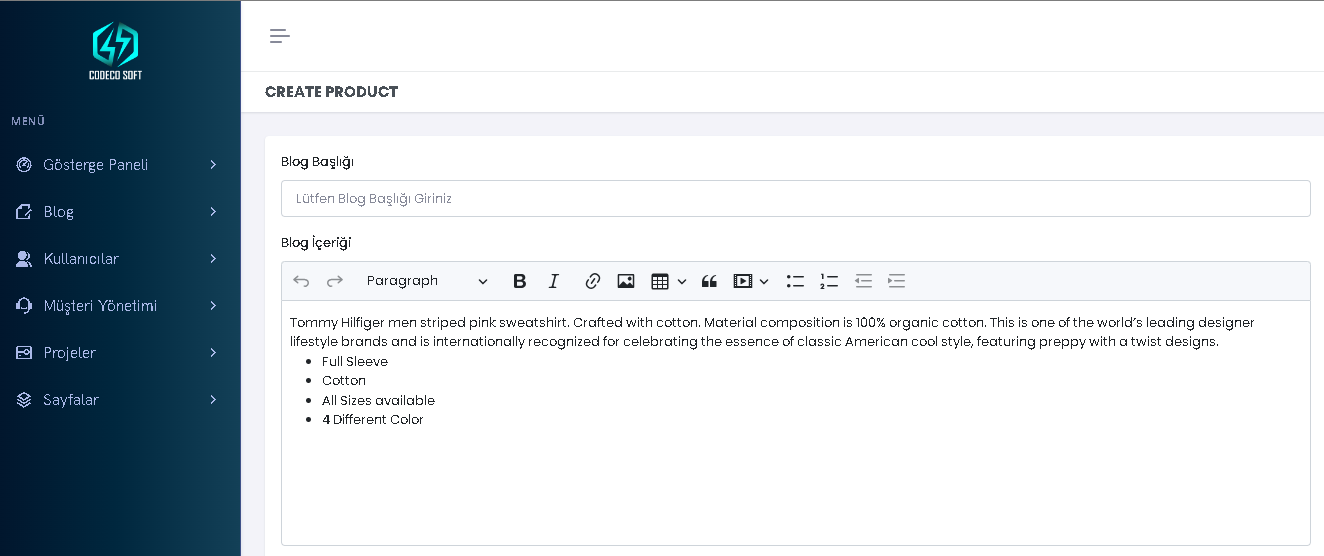 CODECO SOFT
MENÜ
Gösterge Paneli
Blog
Kullanıcılar
Müşteri Yönetimi
Projeler
Sayfalar
CREATE PRODUCT
Blog Başlığı
Lütfen Blog Başlığı Giriniz
Blog İçeriği
Paragraph B I
Tommy Hilfiger men striped pink sweatshirt. Crafted with cotton. Material composition is 100% organic cotton. This is one of the world’s leading designer
lifestyle brands and is internationally recognized for celebrating the essence of classic American cool style, featuring preppy with a twist designs.
• Full Sleeve
• Cotton
• All Sizes available
• 4 Different Color